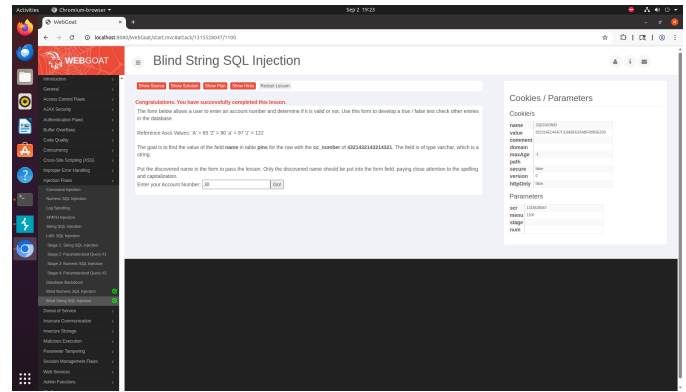 Activities
Chromium-browser
Sep 2 19:23
WebGoat
localhost:8080/WebGoat/start.mvc#attack/1315528047/1100
WEBGOAT
Blind String SQL Injection
Introduction
General
Access Control Flaws
AJAX Security
Authentication Flaws
Buffer Overflows
Code Quality
Concurrency
Cross-Site Scripting (XSS)
Improper Error Handling
Injection Flaws
Command Injection
Numeric SQL Injection
Log Spoofing
XPATH Injection
String SQL Injection
LAB: SQL Injection
Stage 1: String SQL Injection
Stage 2: Parameterized Query #1
Stage 3: Numeric SQL Injection
Stage 4: Parameterized Query #2
Database Backdoors
Blind Numeric SQL Injection
Blind String SQL Injection
Denial of Service
Insecure Communication
Insecure Storage
Malicious Execution
Parameter Tampering
Session Management Flaws
Web Services
Admin Functions
Show Source
Show Solution
Show Plan
Show Hints
Restart Lesson
Congratulations. You have successfully completed this lesson.
The form below allows a user to enter an account number and determine if it is valid or not. Use this form to develop a true / false test check other entries
in the database.
Reference Ascii Values: 'A' = 65 'Z' = 90 'a' = 97 'z' = 122
The goal is to find the value of the field name in table pins for the row with the cc_number of 4321432143214321. The field is of type varchar, which is a
string.
Put the discovered name in the form to pass the lesson. Only the discovered name should be put into the form field, paying close attention to the spelling
and capitalization.
Enter your Account Number: Jill Go!
Cookies / Parameters
Cookie/s
name JSESSIONID
value
comment
domain
maxAge -1
path
secure false
version 0
httpOnly false
Parameters
scr 1315528047
menu 1100
stage
num